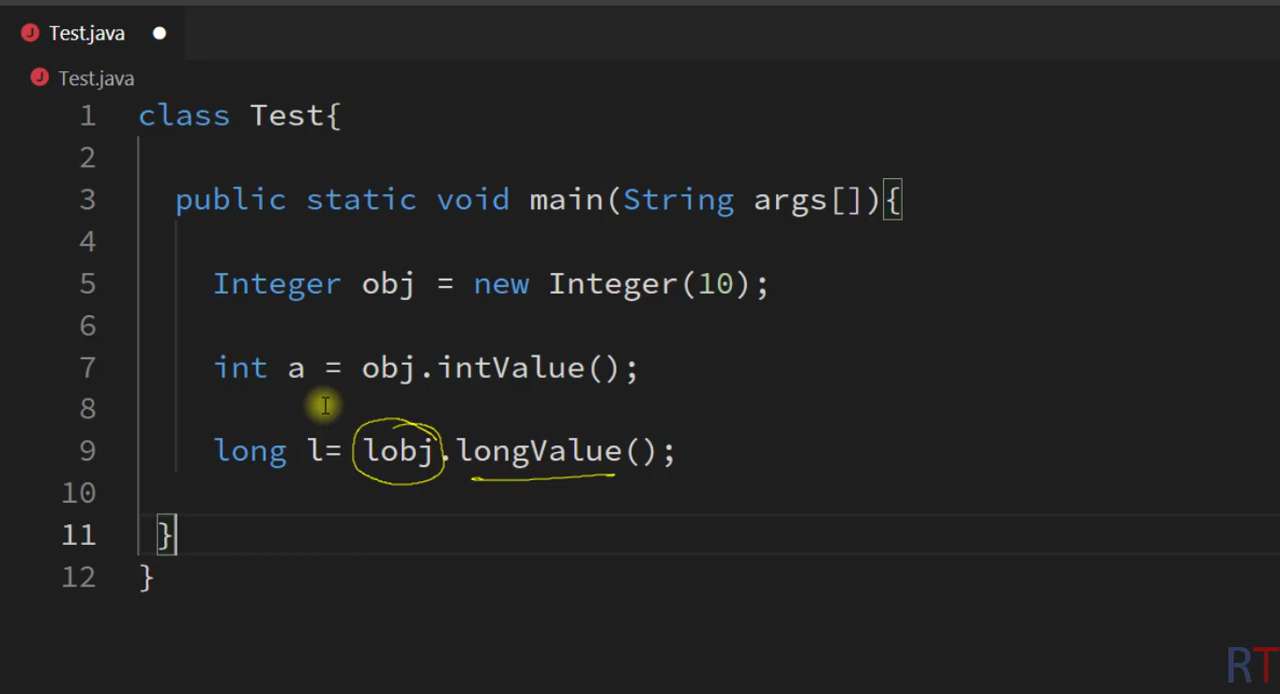 Test.java
Test.java
1 class Test{
2
3 public static void main(String args[]){
4
5 Integer obj = new Integer(10);
6
7 int a = obj.intValue();
8
9 long l= lobj.longValue();
10
11 }
12 }
RT